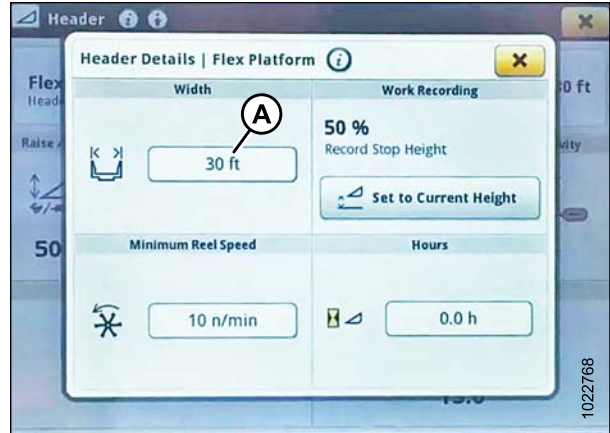 Header
Header Details | Flex Platform
Flex
Head
30 ft
Width
Work Recording
A
50 %
Record Stop Height
Raise
vity
30 ft
Set to Current Height
50
Minimum Reel Speed
Hours
10 n/min
0.0 h
1022768